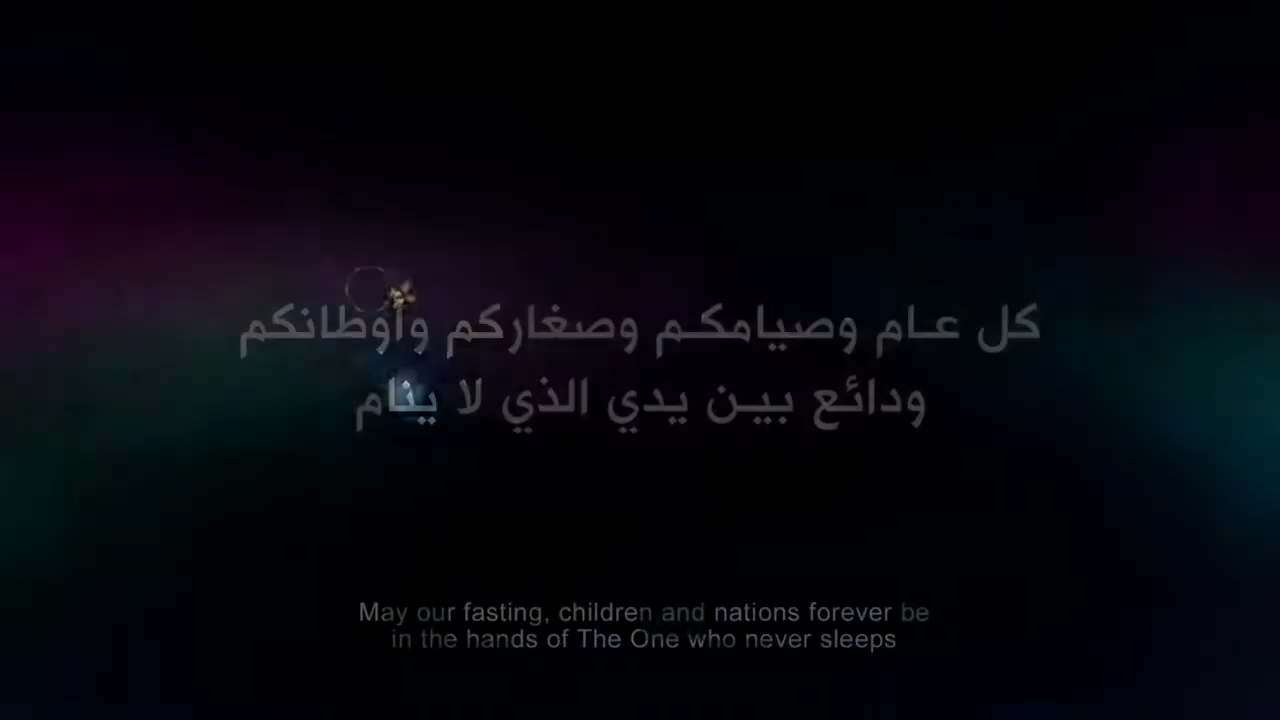 كل عام وصيامكم وصغاركم وأوطانكم
ودائع بين يدي الذي لا ينام
May our fasting, children and nations forever be
in the hands of The One who never sleeps